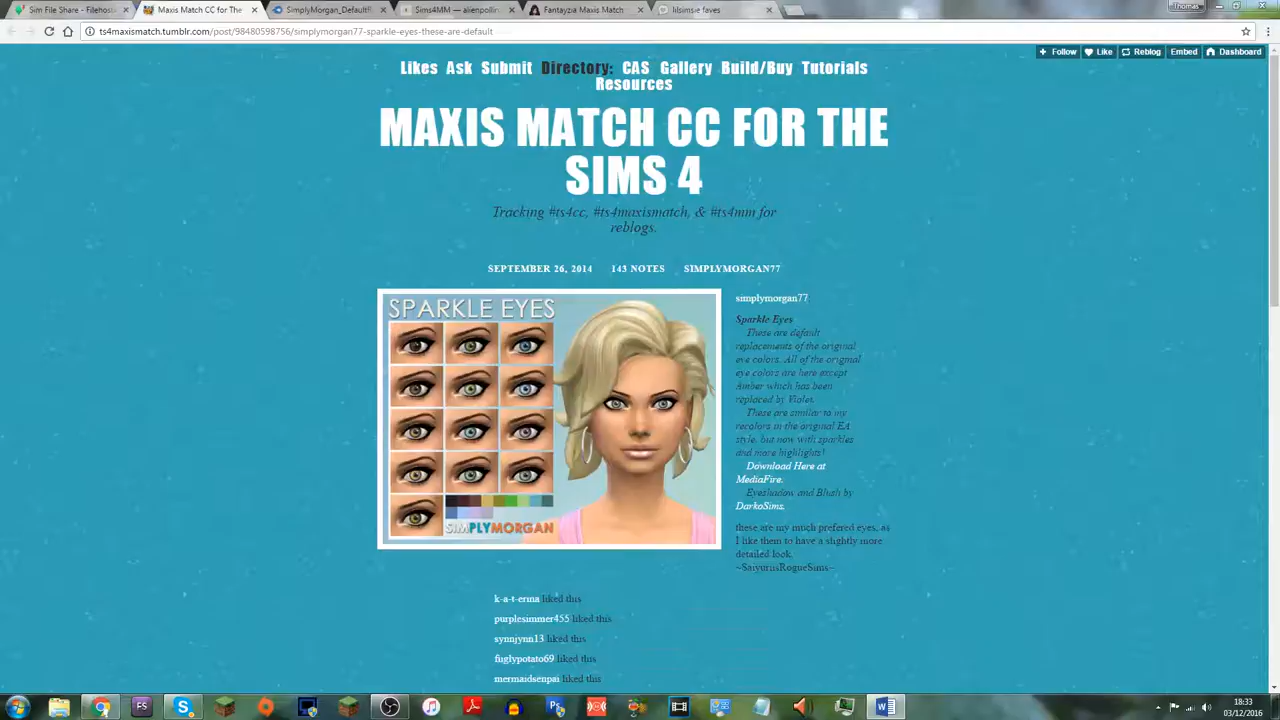 Sim File Share - Filehost
Maxis Match CC for The
SimplyMorgan_DefaultR
Sims4MM — alienpollin
Fantayzia Maxis Match
lilsimsie faves
Thomas
ts4maxismatch.tumblr.com/post/98480598756/simplymorgan77-sparkle-eyes-these-are-default
Follow Like Reblog Embed Dashboard
Likes Ask Submit Directory: CAS Gallery Build/Buy Tutorials
Resources
MAXIS MATCH CC FOR THE
SIMS 4
Tracking #ts4cc, #ts4maxismatch, & #ts4mm for
reblogs.
SEPTEMBER 26, 2014 143 NOTES SIMPLYMORGAN77
SPARKLE EYES
SIMPLYMORGAN
simplymorgan77
Sparkle Eyes
These are default
replacements of the original
eye colors. All of the original
eye colors are here except
Amber which has been
replaced by Violet.
These are similar to my
recolors in the original EA
style, but now with sparkles
and more highlights!
Download Here at
MediaFire.
Eyeshadow and Blush by
DarkoSims.
these are my much prefered eyes, as
I like them to have a slightly more
detailed look.
~SaiyurisRogueSims~
k-a-t-erina liked this
purplesimmer455 liked this
synnjynn13 liked this
fuglypotato69 liked this
mermaidsenpai liked this
FS
18:33
03/12/2016